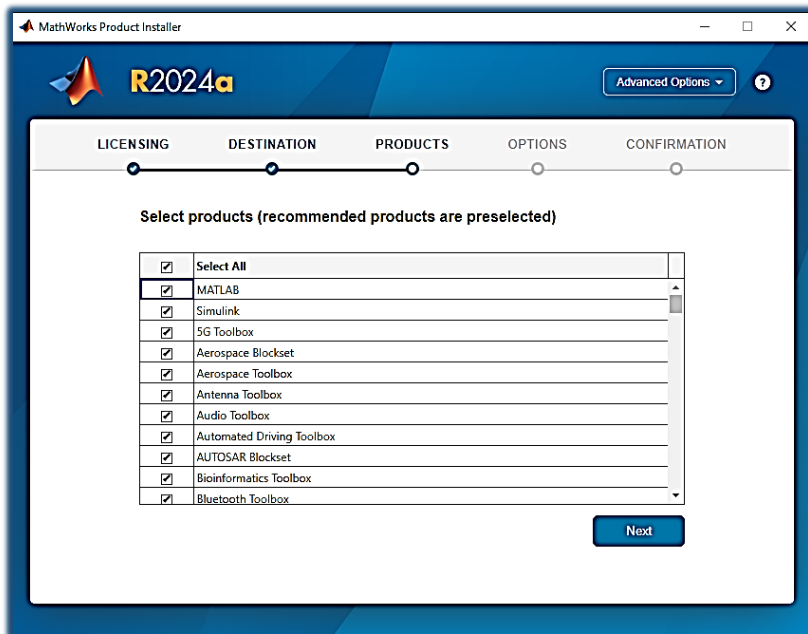 MathWorks Product Installer
R2024a
Advanced Options
?
LICENSING DESTINATION PRODUCTS OPTIONS CONFIRMATION
Select products (recommended products are preselected)
Select All
MATLAB
Simulink
5G Toolbox
Aerospace Blockset
Aerospace Toolbox
Antenna Toolbox
Audio Toolbox
Automated Driving Toolbox
AUTOSAR Blockset
Bioinformatics Toolbox
Bluetooth Toolbox
Next